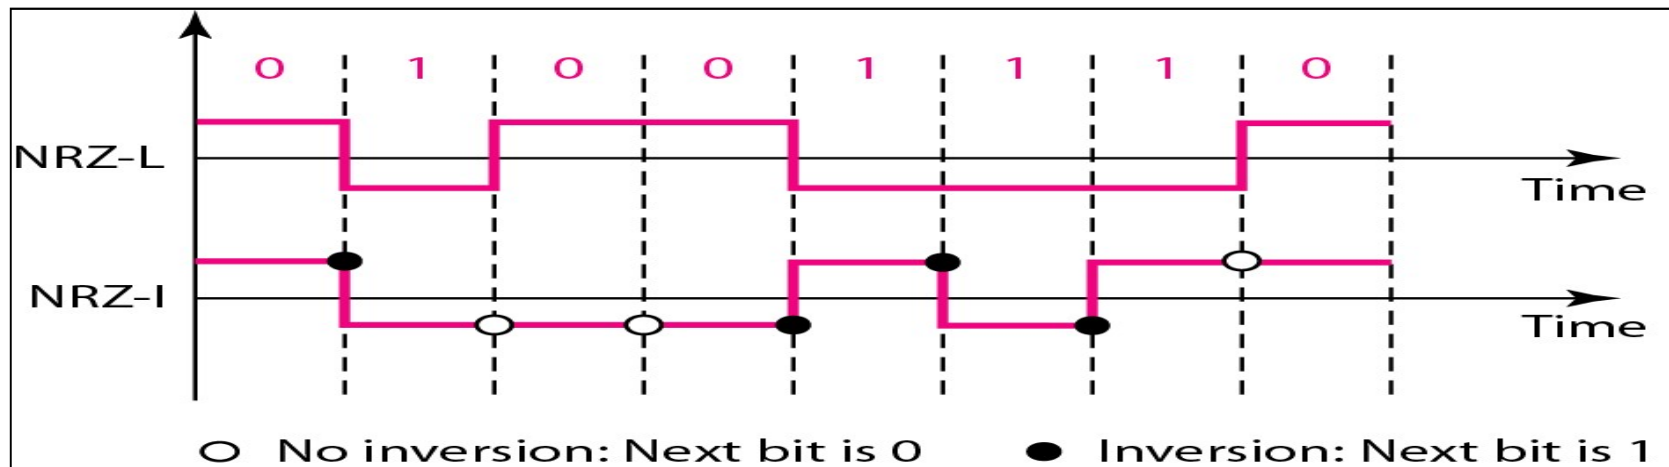 0 1 0 0 1 1 1 0
NRZ-L
Time
NRZ-I
Time
No inversion: Next bit is 0
Inversion: Next bit is 1